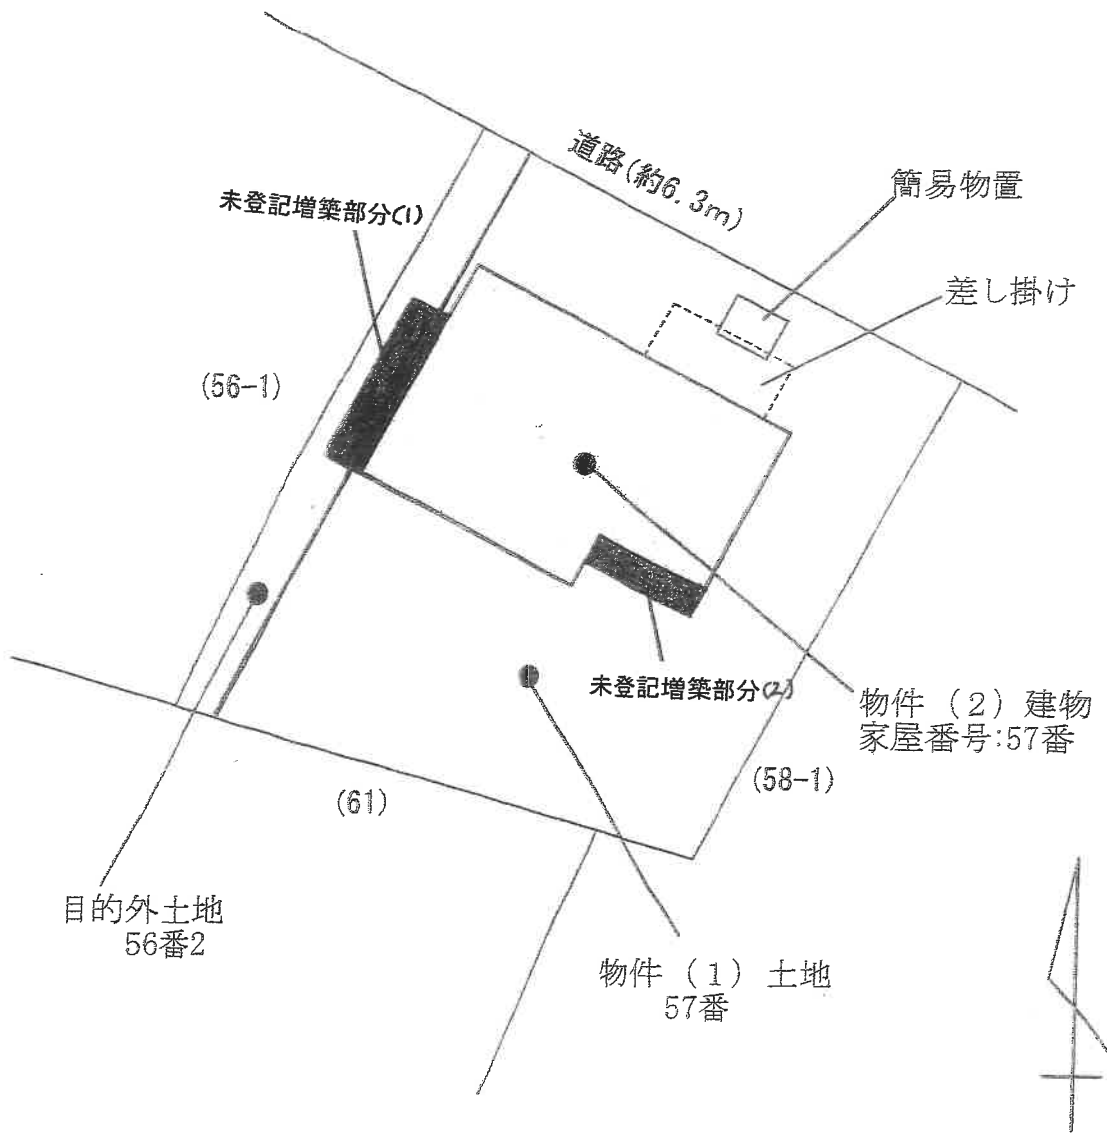 道路(約6.3m)
簡易物置
未登記増築部分(1)
差し掛け
(56-1)
未登記増築部分(2)
物件（2）建物
家屋番号:57番
(58-1)
(61)
目的外土地
56番2
物件（1）土地
57番